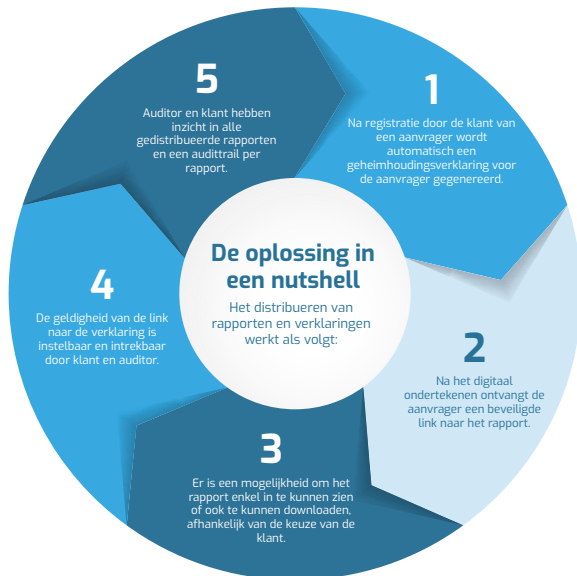 De oplossing in
een nutshell
Het distribueren van
rapporten en verklaringen
werkt als volgt:
1
Na registratie door de klant van
een aanvrager wordt
automatisch een
geheimhoudingsverklaring voor
de aanvrager gegenereerd.
2
Na het digitaal
ondertekenen ontvangt de
aanvrager een beveiligde
link naar het rapport.
3
Er is een mogelijkheid om het
rapport enkel in te kunnen zien
of ook te kunnen downloaden,
afhankelijk van de keuze van de
klant.
4
De geldigheid van de link
naar de verklaring is
instelbaar en intrekbaar
door klant en auditor.
5
Auditor en klant hebben
inzicht in alle
gedistribueerde rapporten
en een audittrail per
rapport.